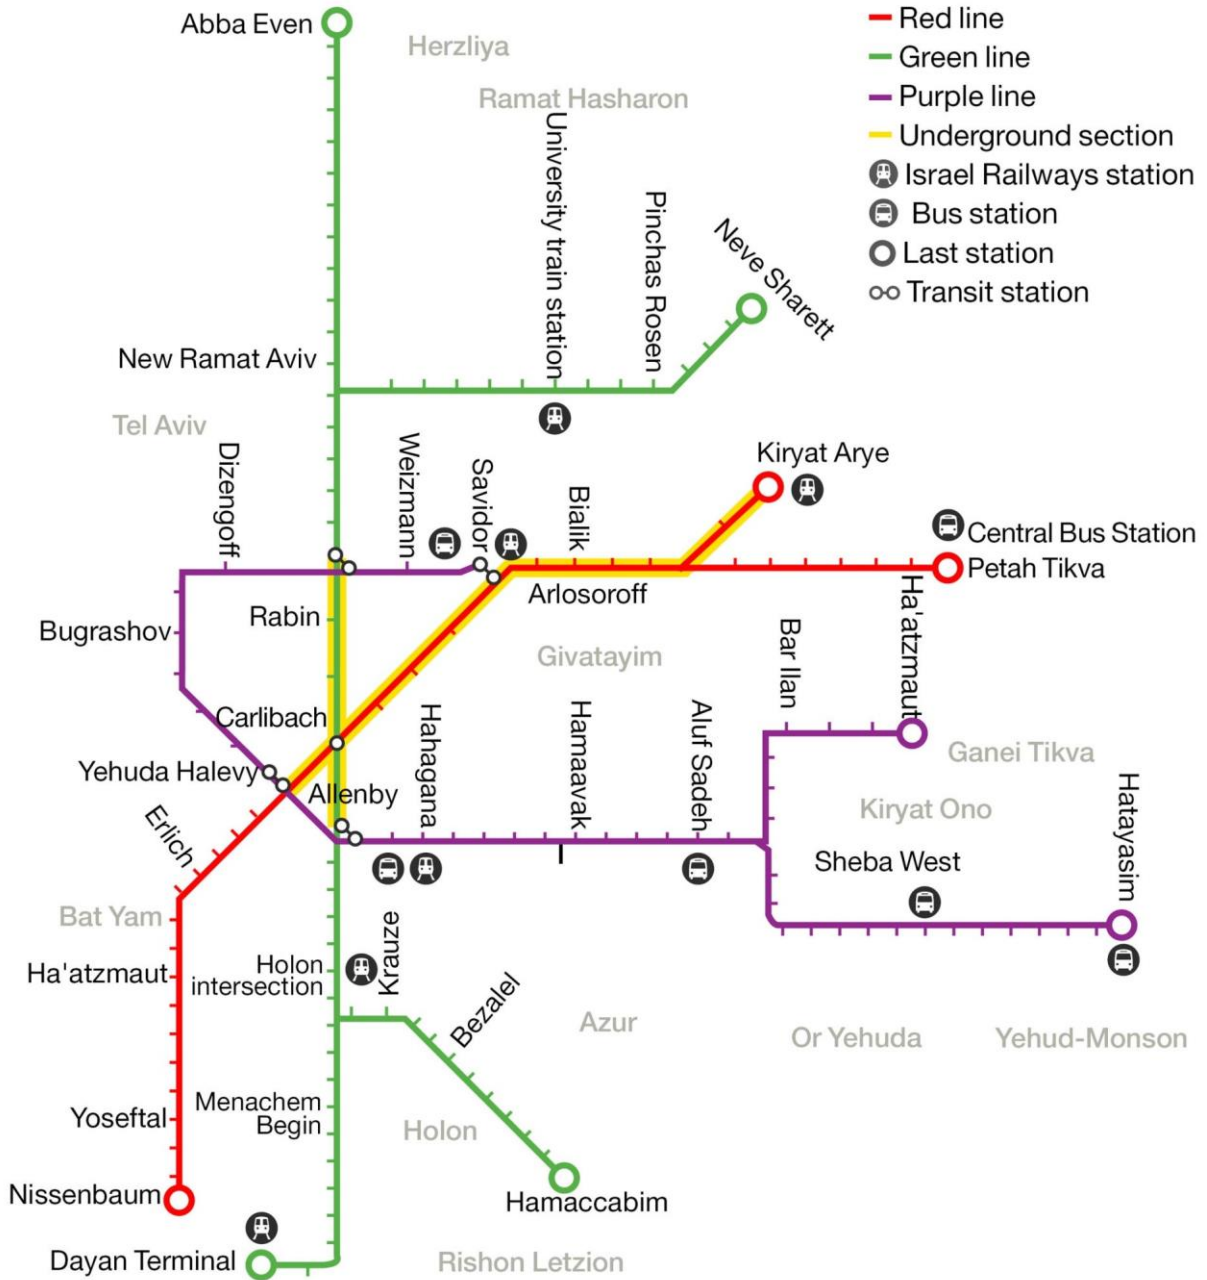 Abba Even
Herzliya
Ramat Hasharon
Red line
Green line
Purple line
Underground section
Israel Railways station
Bus station
Last station
Transit station
University train station
Pinchas Rosen
Neve Sharett
New Ramat Aviv
Tel Aviv
Dizengoff
Weizmann
Savidor
Bialik
Kiryat Arye
Central Bus Station
Petah Tikva
Arlosoroff
Rabin
Bugrashov
Givatayim
Bar Ilan
Ha'atzmaut
Carlibach
Hahagana
Hamaavak
Aluf Sadeh
Ganei Tikva
Yehuda Halevy
Allenby
Kiryat Ono
Hatayasim
Erlich
Sheba West
Bat Yam
Krauze
Ha'atzmaut
Holon
intersection
Bezalel
Azur
Or Yehuda
Yehud-Monson
Yoseftal
Menachem
Begin
Holon
Nissenbaum
Hamaccabim
Dayan Terminal
Rishon Letzion